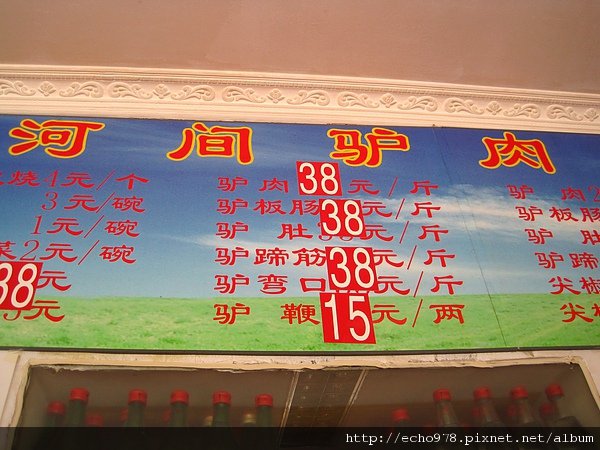 河间驴肉
烧4元/个
3元/碗
1元/碗
菜2元/碗
38元
元
驴肉38元/斤
驴板肠38元/斤
驴肚元/斤
驴蹄筋38元/斤
驴弯口元/斤
驴鞭15元/两
驴肉2
驴板肠
驴肚
驴蹄
尖椒
尖椒
http://echo978.pixnet.net/album